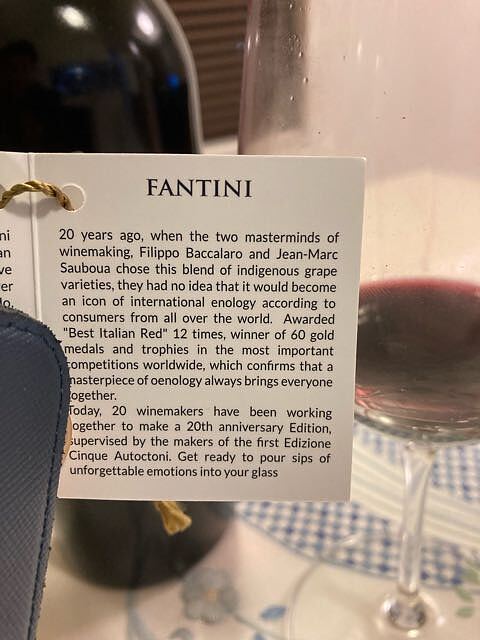 FANTINI
ni
an
ve
er
lo.
20 years ago, when the two masterminds of
winemaking, Filippo Baccalaro and Jean-Marc
Sauboua chose this blend of indigenous grape
varieties, they had no idea that it would become
an icon of international enology according to
consumers from all over the world. Awarded
"Best Italian Red" 12 times, winner of 60 gold
medals and trophies in the most important
competitions worldwide, which confirms that a
masterpiece of oenology always brings everyone
together.
Today, 20 winemakers have been working
together to make a 20th anniversary Edition,
supervised by the makers of the first Edizione
Cinque Autoctoni. Get ready to pour sips of
unforgettable emotions into your glass